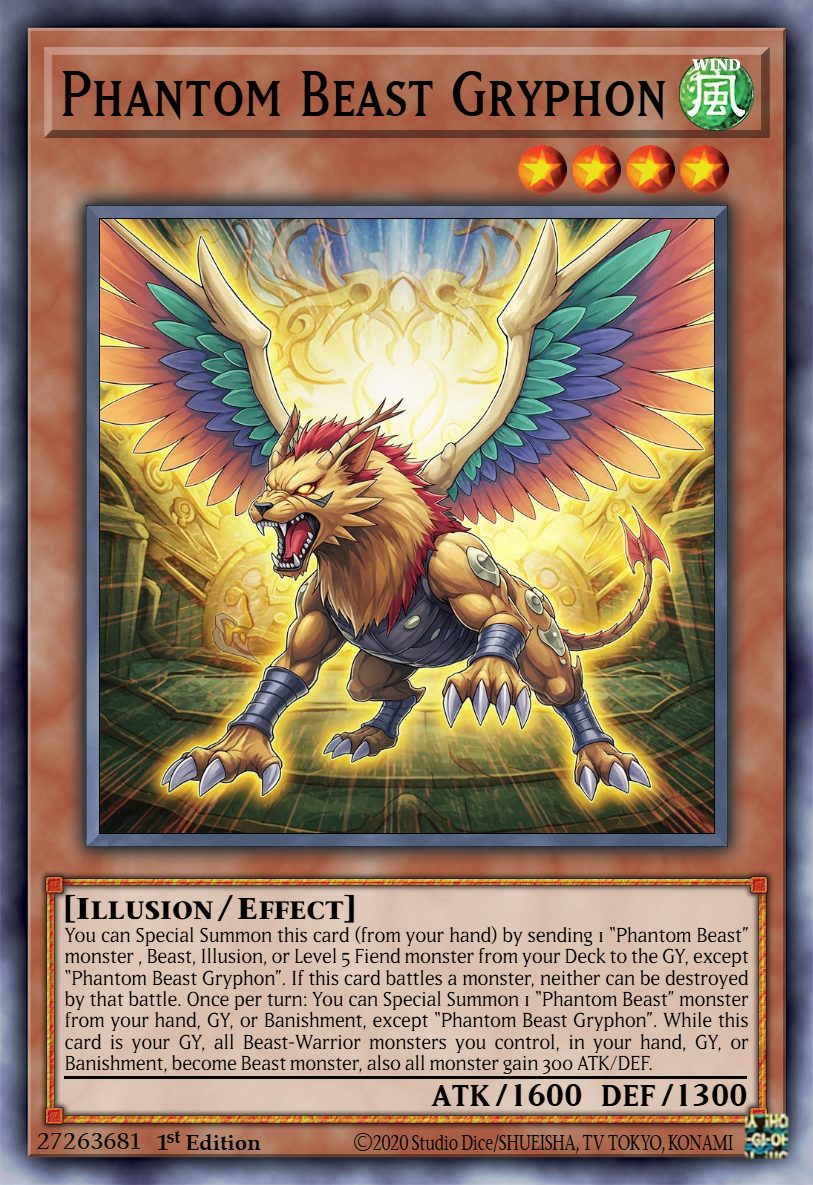 Phantom Beast Gryphon
WIND
風
[Illusion/Effect]
You can Special Summon this card (from your hand) by sending 1 "Phantom Beast"
monster , Beast, Illusion, or Level 5 Fiend monster from your Deck to the GY, except
"Phantom Beast Gryphon". If this card battles a monster, neither can be destroyed
by that battle. Once per turn: You can Special Summon 1 "Phantom Beast" monster
from your hand, GY, or Banishment, except "Phantom Beast Gryphon". While this
card is your GY, all Beast-Warrior monsters you control, in your hand, GY, or
Banishment, become Beast monster, also all monster gain 300 ATK/DEF.
ATK/1600 DEF/1300
27263681 1st Edition ©2020 Studio Dice/SHUEISHA, TV TOKYO, KONAMI